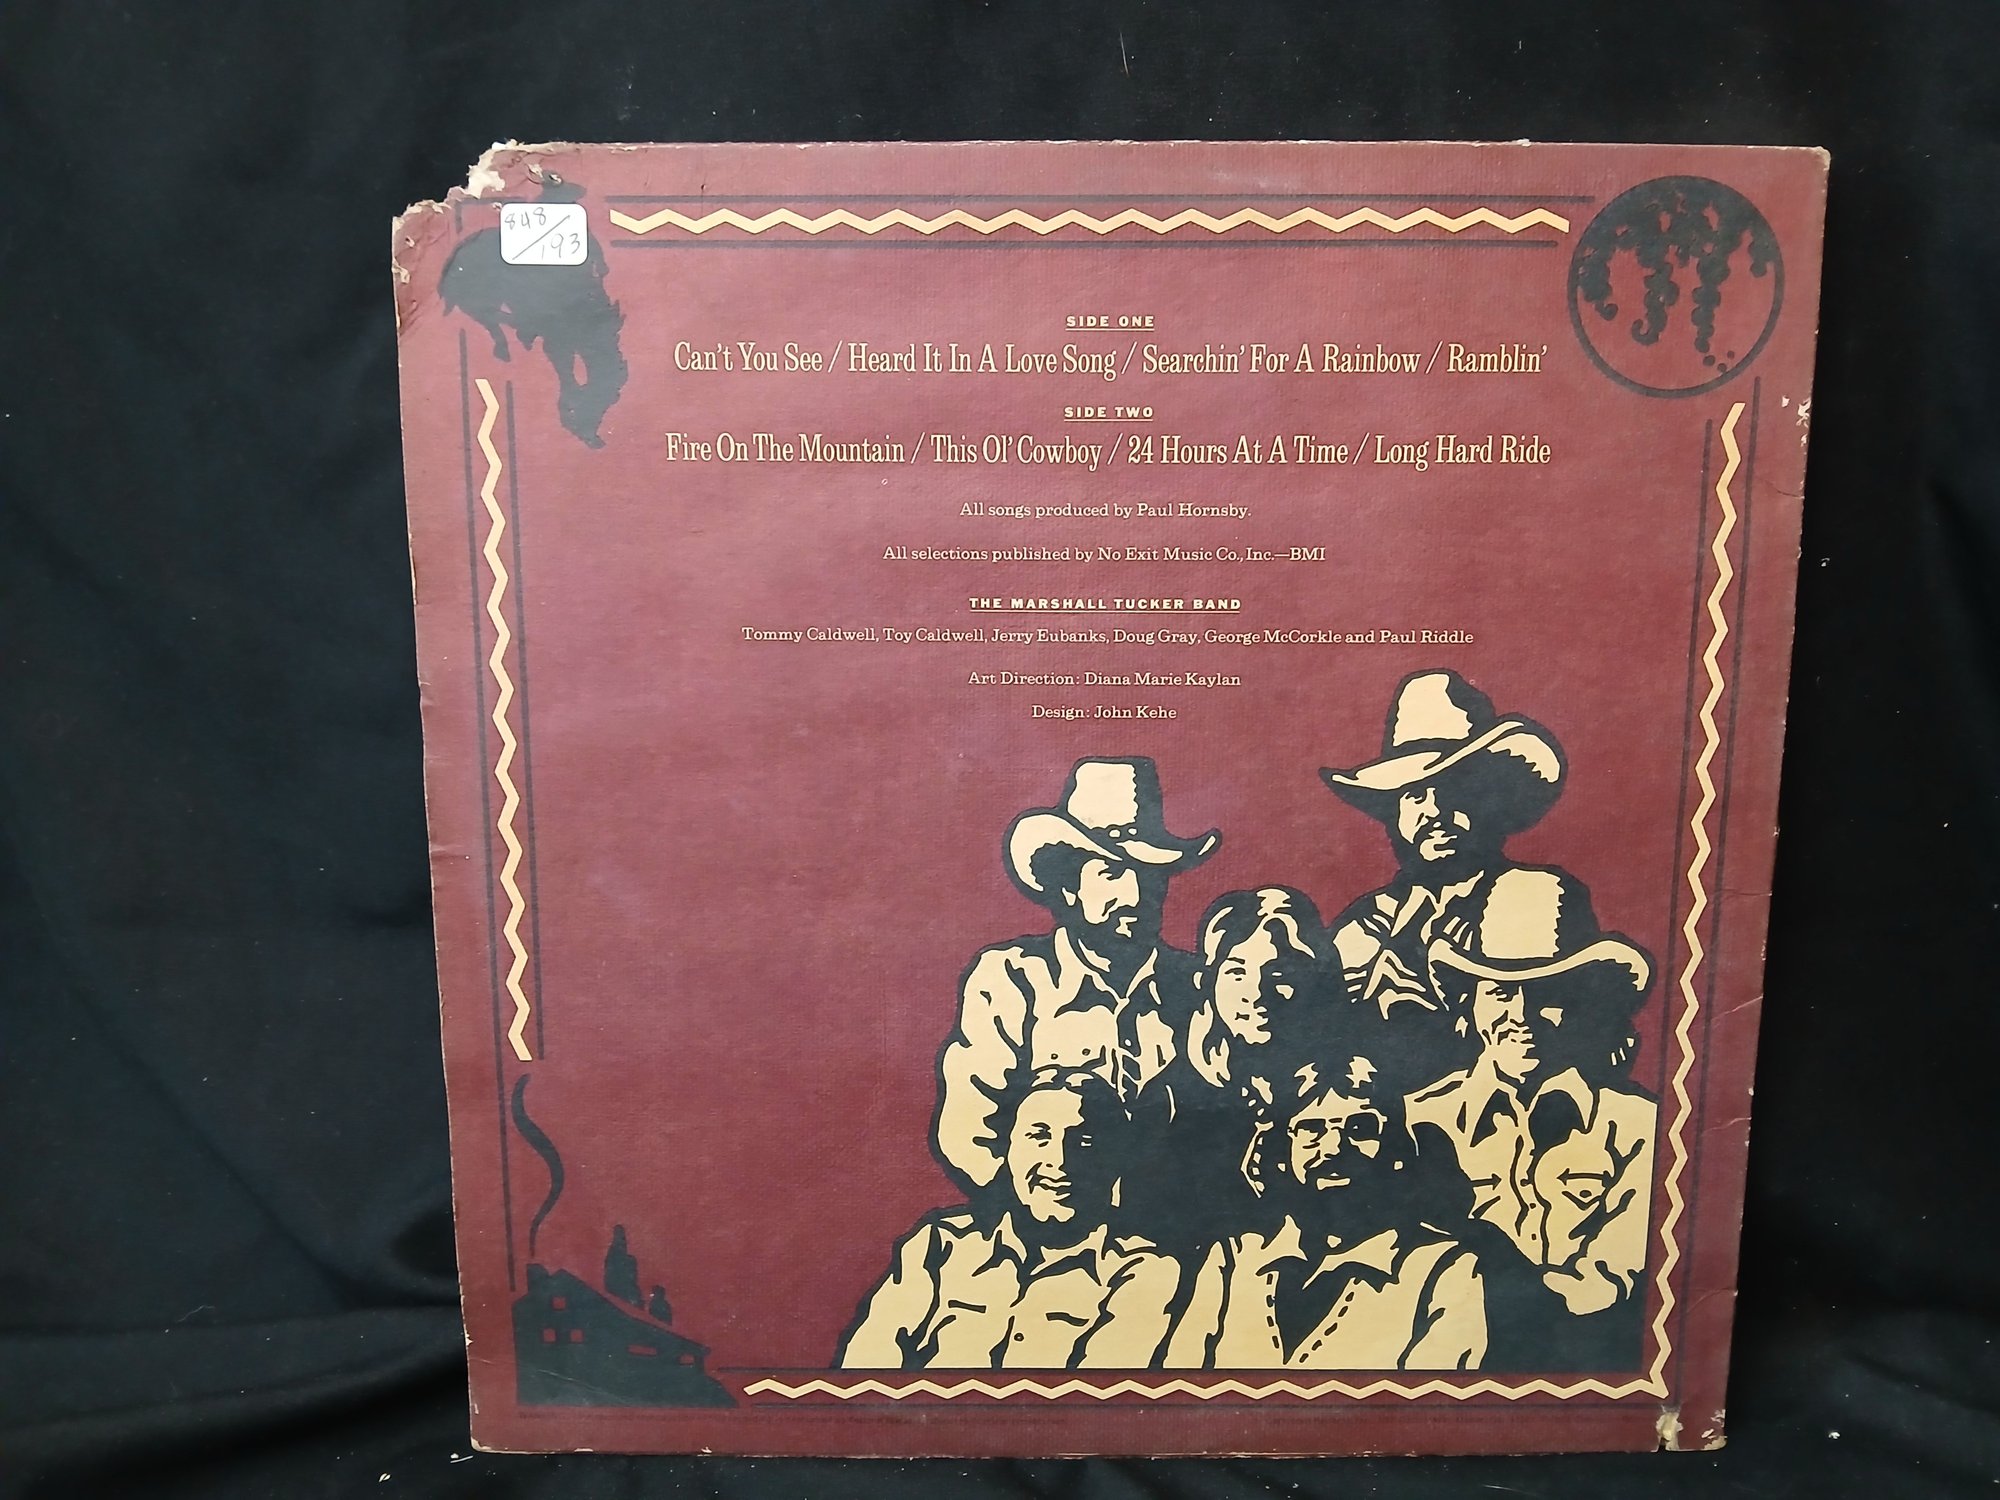 848/193
SIDE ONE
Can't You See / Heard It In A Love Song / Searchin' For A Rainbow / Ramblin'
SIDE TWO
Fire On The Mountain / This Ol' Cowboy / 24 Hours At A Time / Long Hard Ride
All songs produced by Paul Hornsby.
All selections published by No Exit Music Co., Inc.—BMI
THE MARSHALL TUCKER BAND
Tommy Caldwell, Toy Caldwell, Jerry Eubanks, Doug Gray, George McCorkle and Paul Riddle
Art Direction: Diana Marie Kaylan
Design: John Kehe